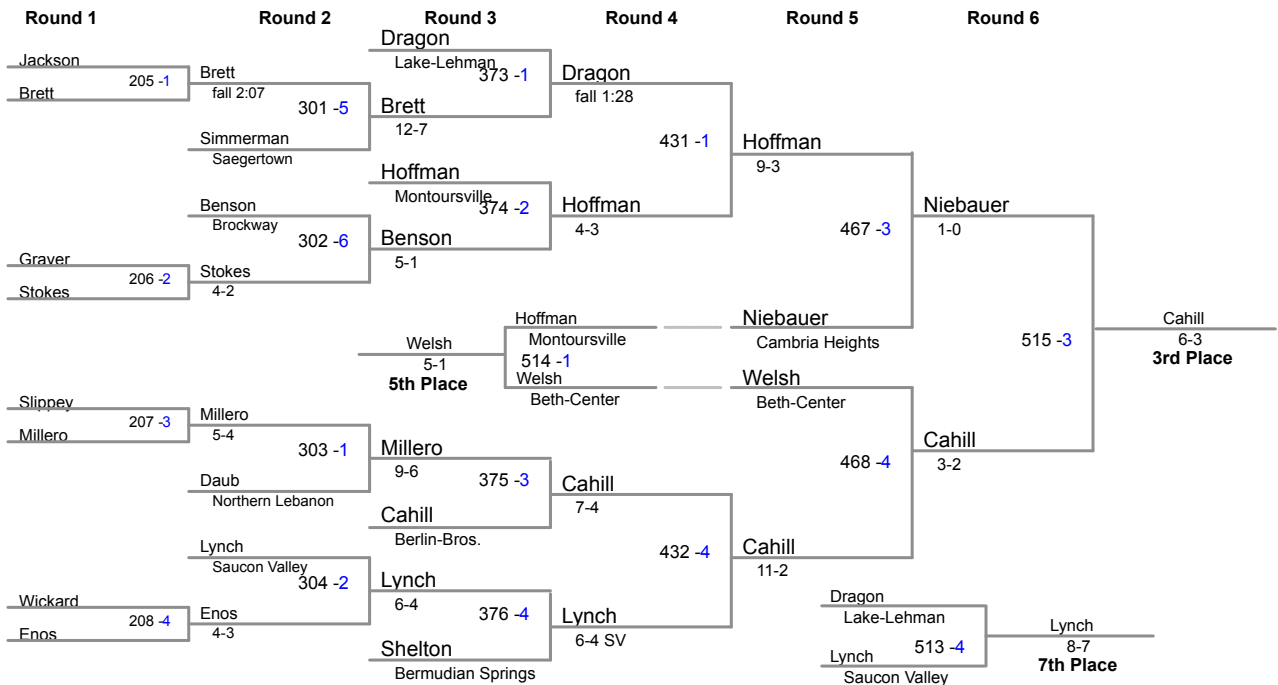 Round 1 Round 2 Round 3 Round 4 Round 5 Round 6
Dragon
Lake-Lehman
373 -1
Jackson
205 -1
Brett
Brett
fall 2:07
301 -5
Simmerman
Saegertown
Brett
12-7
Dragon
fall 1:28
431 -1
Hoffman
Montoursville
374 -2
Benson
Brockway
302 -6
Graver
206 -2
Stokes
Stokes
4-2
Benson
5-1
Hoffman
4-3
Hoffman
9-3
467 -3
Niebauer
1-0
Niebauer
Cambria Heights
Hoffman
Montoursville
514 -1
Welsh
Beth-Center
Welsh
5-1
5th Place
Welsh
Beth-Center
515 -3
Cahill
6-3
3rd Place
Slippey
207 -3
Millero
Millero
5-4
303 -1
Daub
Northern Lebanon
Millero
9-6
375 -3
Cahill
Berlin-Bros.
Cahill
7-4
468 -4
Cahill
3-2
Lynch
Saucon Valley
304 -2
Wickard
208 -4
Enos
Enos
4-3
Lynch
6-4
376 -4
Shelton
Bermudian Springs
432 -4
Lynch
6-4 SV
Cahill
11-2
Dragon
Lake-Lehman
513 -4
Lynch
Saucon Valley
Lynch
8-7
7th Place